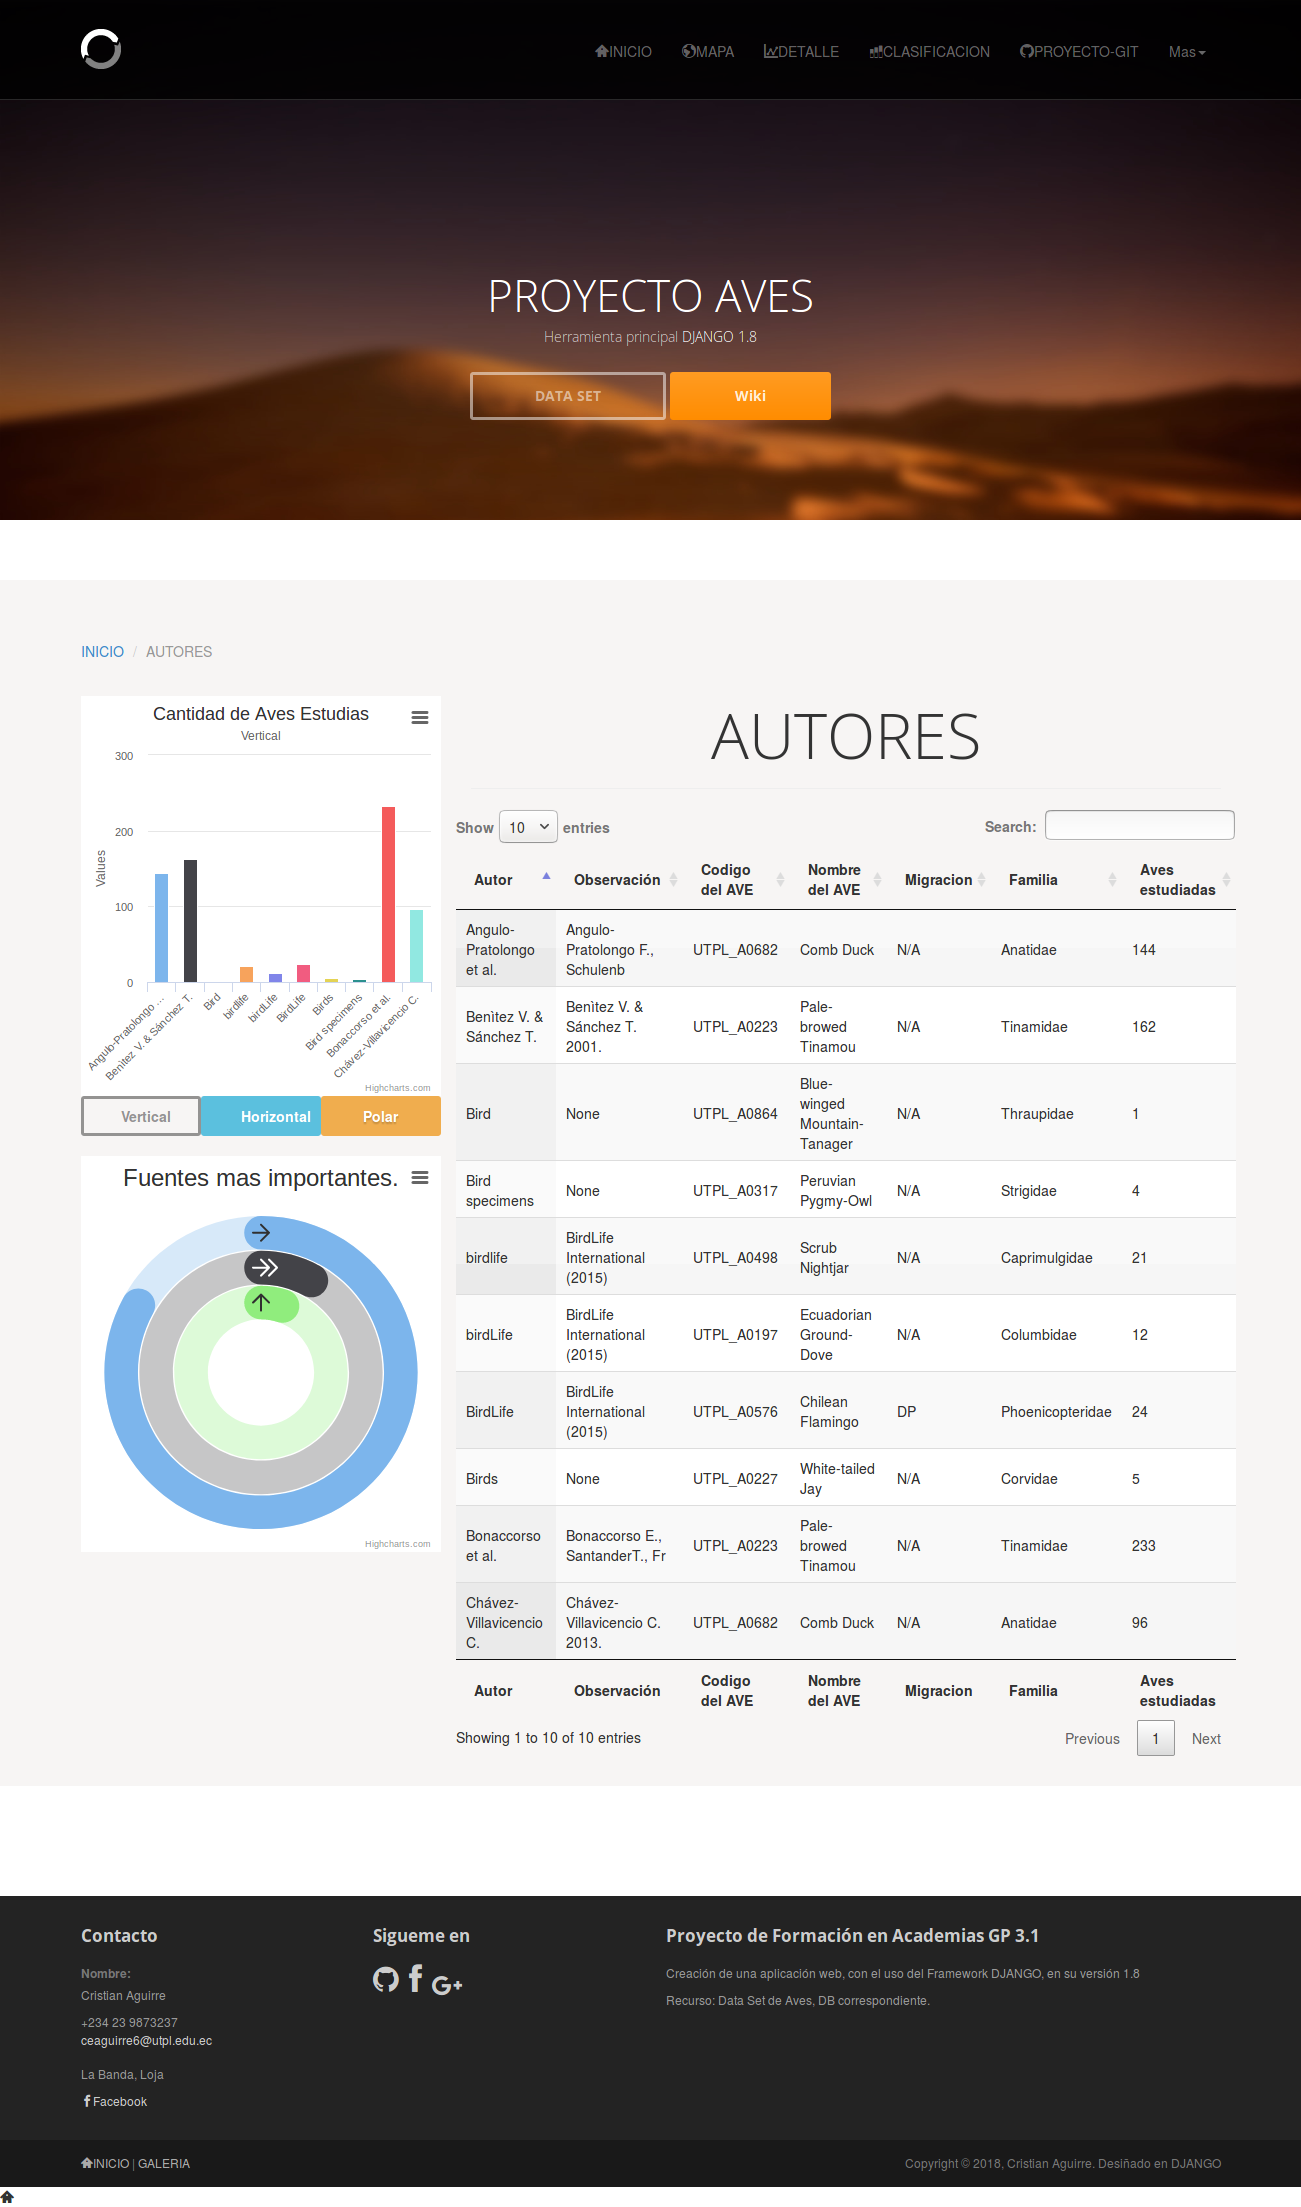 INICIO MAPA DETALLE CLASIFICACION PROYECTO-GIT Mas
PROYECTO AVES
Herramienta principal DJANGO 1.8
DATA SET Wiki
INICIO / AUTORES
Cantidad de Aves Estudias
Vertical
300
200
100
0
Values
Angulo-Pratolongo …
Benìtez V. & Sánchez T.
Bird
birdlife
birdLife
BirdLife
Birds
Bird specimens
Bonaccorso et al.
Chávez-Villavicencio C.
Highcharts.com
Vertical Horizontal Polar
Fuentes mas importantes.
Highcharts.com
AUTORES
Show 10 entries Search:
Autor Observación Codigo del AVE Nombre del AVE Migracion Familia Aves estudiadas
Angulo-Pratolongo et al. Angulo-Pratolongo F., Schulenb UTPL_A0682 Comb Duck N/A Anatidae 144
Benìtez V. & Sánchez T. Benìtez V. & Sánchez T. 2001. UTPL_A0223 Pale-browed Tinamou N/A Tinamidae 162
Bird None UTPL_A0864 Blue-winged Mountain-Tanager N/A Thraupidae 1
Bird specimens None UTPL_A0317 Peruvian Pygmy-Owl N/A Strigidae 4
birdlife BirdLife International (2015) UTPL_A0498 Scrub Nightjar N/A Caprimulgidae 21
birdLife BirdLife International (2015) UTPL_A0197 Ecuadorian Ground-Dove N/A Columbidae 12
BirdLife BirdLife International (2015) UTPL_A0576 Chilean Flamingo DP Phoenicopteridae 24
Birds None UTPL_A0227 White-tailed Jay N/A Corvidae 5
Bonaccorso et al. Bonaccorso E., SantanderT., Fr UTPL_A0223 Pale-browed Tinamou N/A Tinamidae 233
Chávez-Villavicencio C. Chávez-Villavicencio C. 2013. UTPL_A0682 Comb Duck N/A Anatidae 96
Autor Observación Codigo del AVE Nombre del AVE Migracion Familia Aves estudiadas
Showing 1 to 10 of 10 entries Previous 1 Next
Contacto
Nombre:
Cristian Aguirre
+234 23 9873237
ceaguirre6@utpl.edu.ec
La Banda, Loja
Facebook
Sigueme en
Proyecto de Formación en Academias GP 3.1
Creación de una aplicación web, con el uso del Framework DJANGO, en su versión 1.8
Recurso: Data Set de Aves, DB correspondiente.
INICIO | GALERIA
Copyright © 2018, Cristian Aguirre. Desiñado en DJANGO